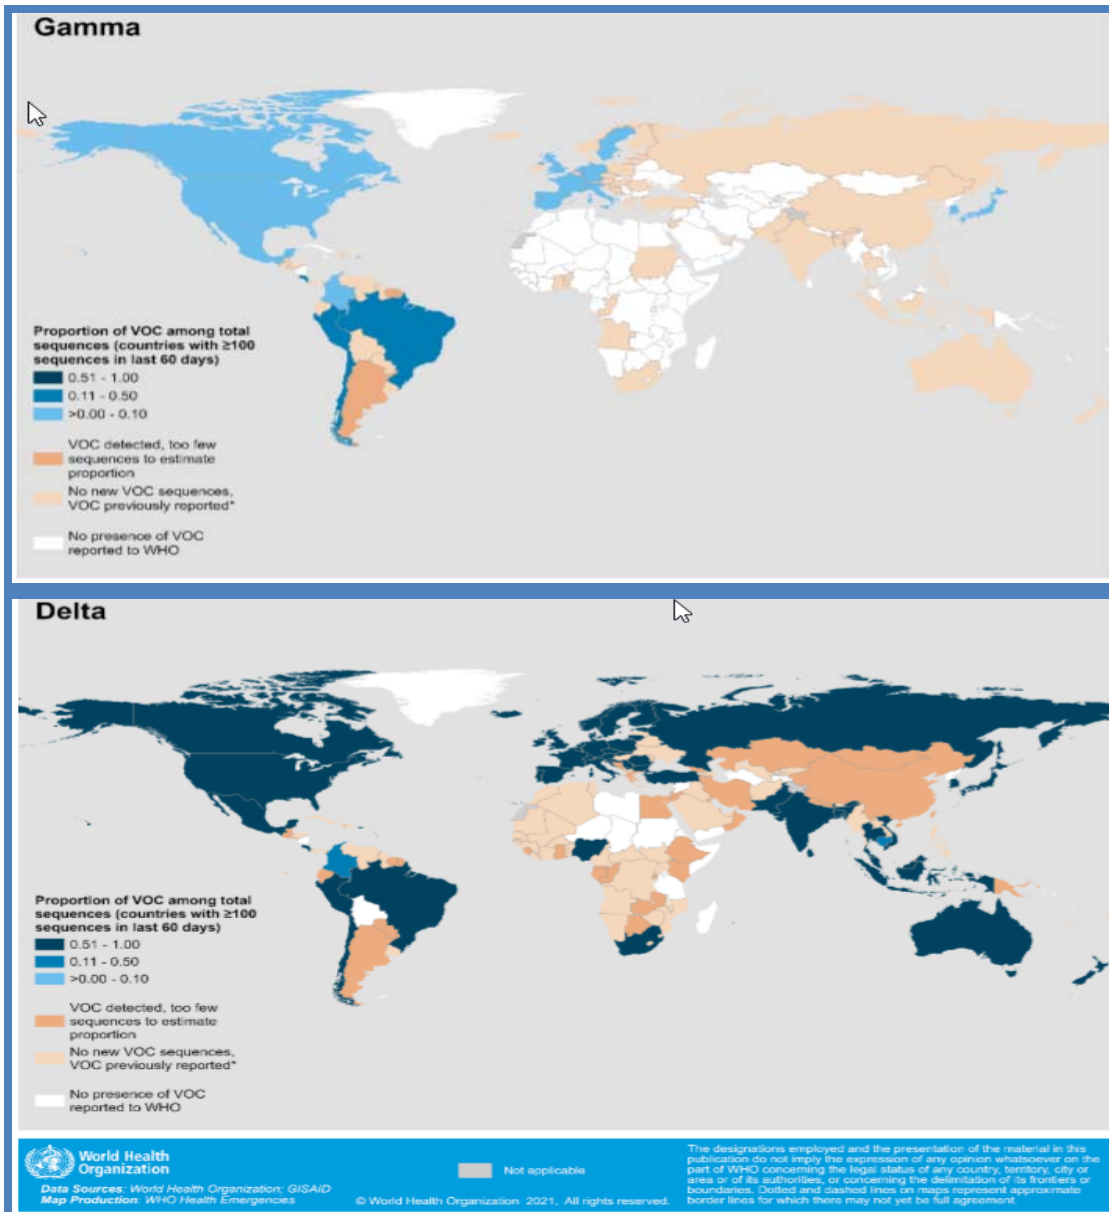 Gamma
Proportion of VOC among total
sequences (countries with ≥100
sequences in last 60 days)
0.51 - 1.00
0.11 - 0.50
>0.00 - 0.10
VOC detected, too few
sequences to estimate
proportion
No new VOC sequences,
VOC previously reported*
No presence of VOC
reported to WHO
Delta
Proportion of VOC among total
sequences (countries with ≥100
sequences in last 60 days)
0.51 - 1.00
0.11 - 0.50
>0.00 - 0.10
VOC detected, too few
sequences to estimate
proportion
No new VOC sequences,
VOC previously reported*
No presence of VOC
reported to WHO
World Health
Organization
Data Sources: World Health Organization; GISAID
Map Production: WHO Health Emergencies
Not applicable
© World Health Organization 2021, All rights reserved.
The designations employed and the presentation of the material in this
publication do not imply the expression of any opinion whatsoever on the
part of WHO concerning the legal status of any country, territory, city or
area or of its authorities, or concerning the delimitation of its frontiers or
boundaries. Dotted and dashed lines on maps represent approximate
border lines for which there may not yet be full agreement.